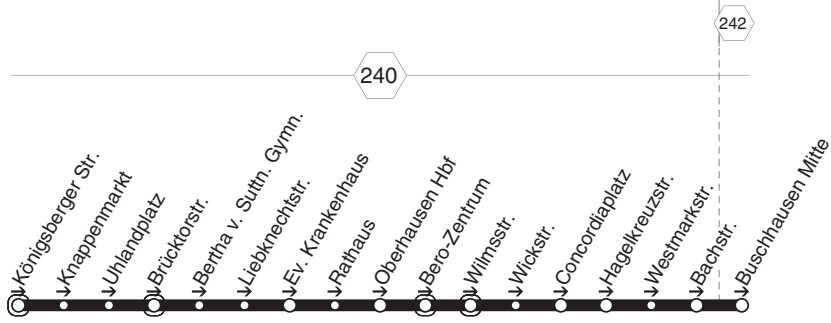 242
240
Königsberger Str.
Knappenmarkt
Uhlandplatz
Brücktorstr.
Bertha v. Suttn. Gymn.
Liebknechtstr.
Ev. Krankenhaus
Rathaus
Oberhausen Hbf
Bero-Zentrum
Wilmsstr.
Wickstr.
Concordiaplatz
Hagelkreuzstr.
Westmarkstr.
Bachstr.
Buschhausen Mitte